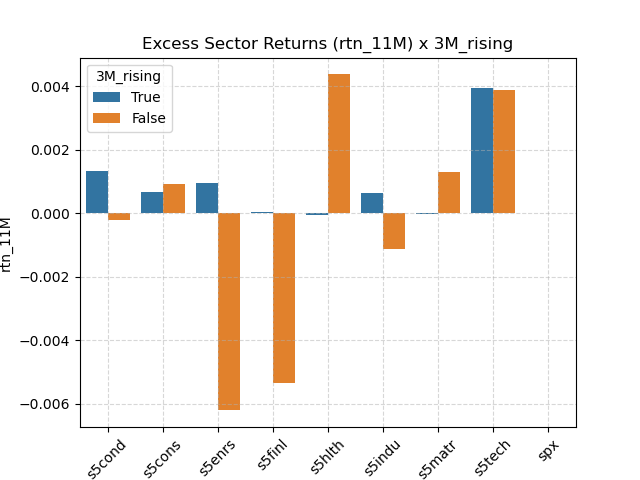 Excess Sector Returns (rtn_11M) x 3M_rising
3M_rising
True
False
rtn_11M
0.004
0.002
0.000
−0.002
−0.004
−0.006
s5cond
s5cons
s5enrs
s5finl
s5hlth
s5indu
s5matr
s5tech
spx